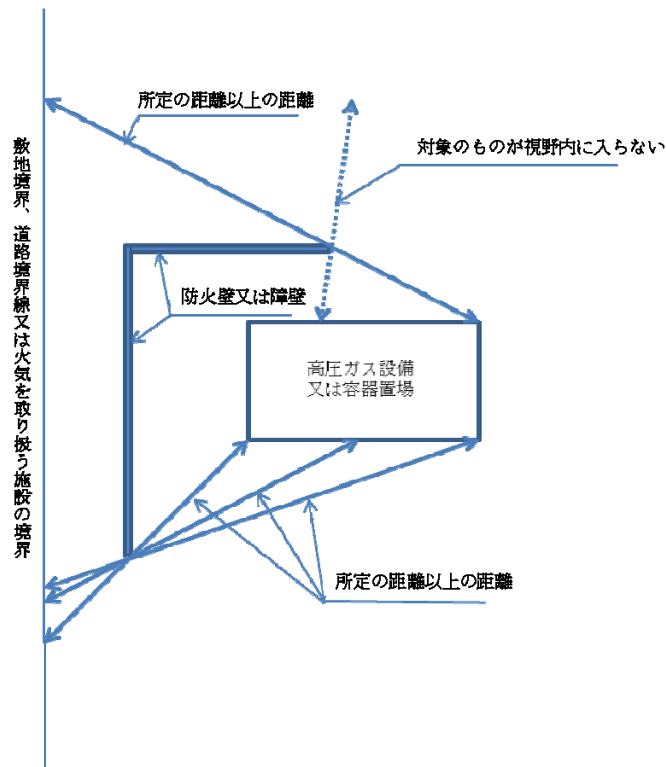 所定の距離以上の距離
対象のものが視野内に入らない
敷地境界、道路境界線又は火気を取り扱う施設の境界
防火壁又は障壁
高圧ガス設備
又は容器置場
所定の距離以上の距離